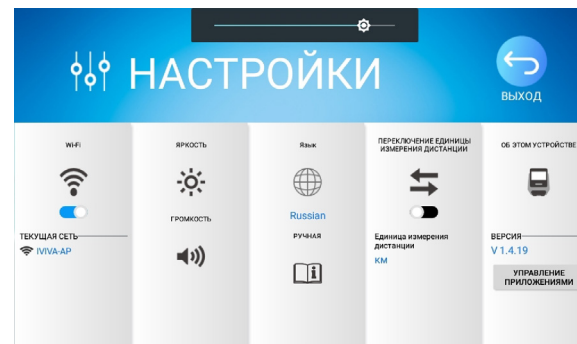 НАСТРОЙКИ
ВЫХОД
WI-FI
ТЕКУЩАЯ СЕТЬ
IVIVA-AP
ЯРКОСТЬ
ГРОМКОСТЬ
Язык
Russian
РУЧНАЯ
ПЕРЕКЛЮЧЕНИЕ ЕДИНИЦЫ
ИЗМЕРЕНИЯ ДИСТАНЦИИ
Единица измерения
дистанции
КМ
ОБ ЭТОМ УСТРОЙСТВЕ
ВЕРСИЯ
V 1.4.19
УПРАВЛЕНИЕ
ПРИЛОЖЕНИЯМИ